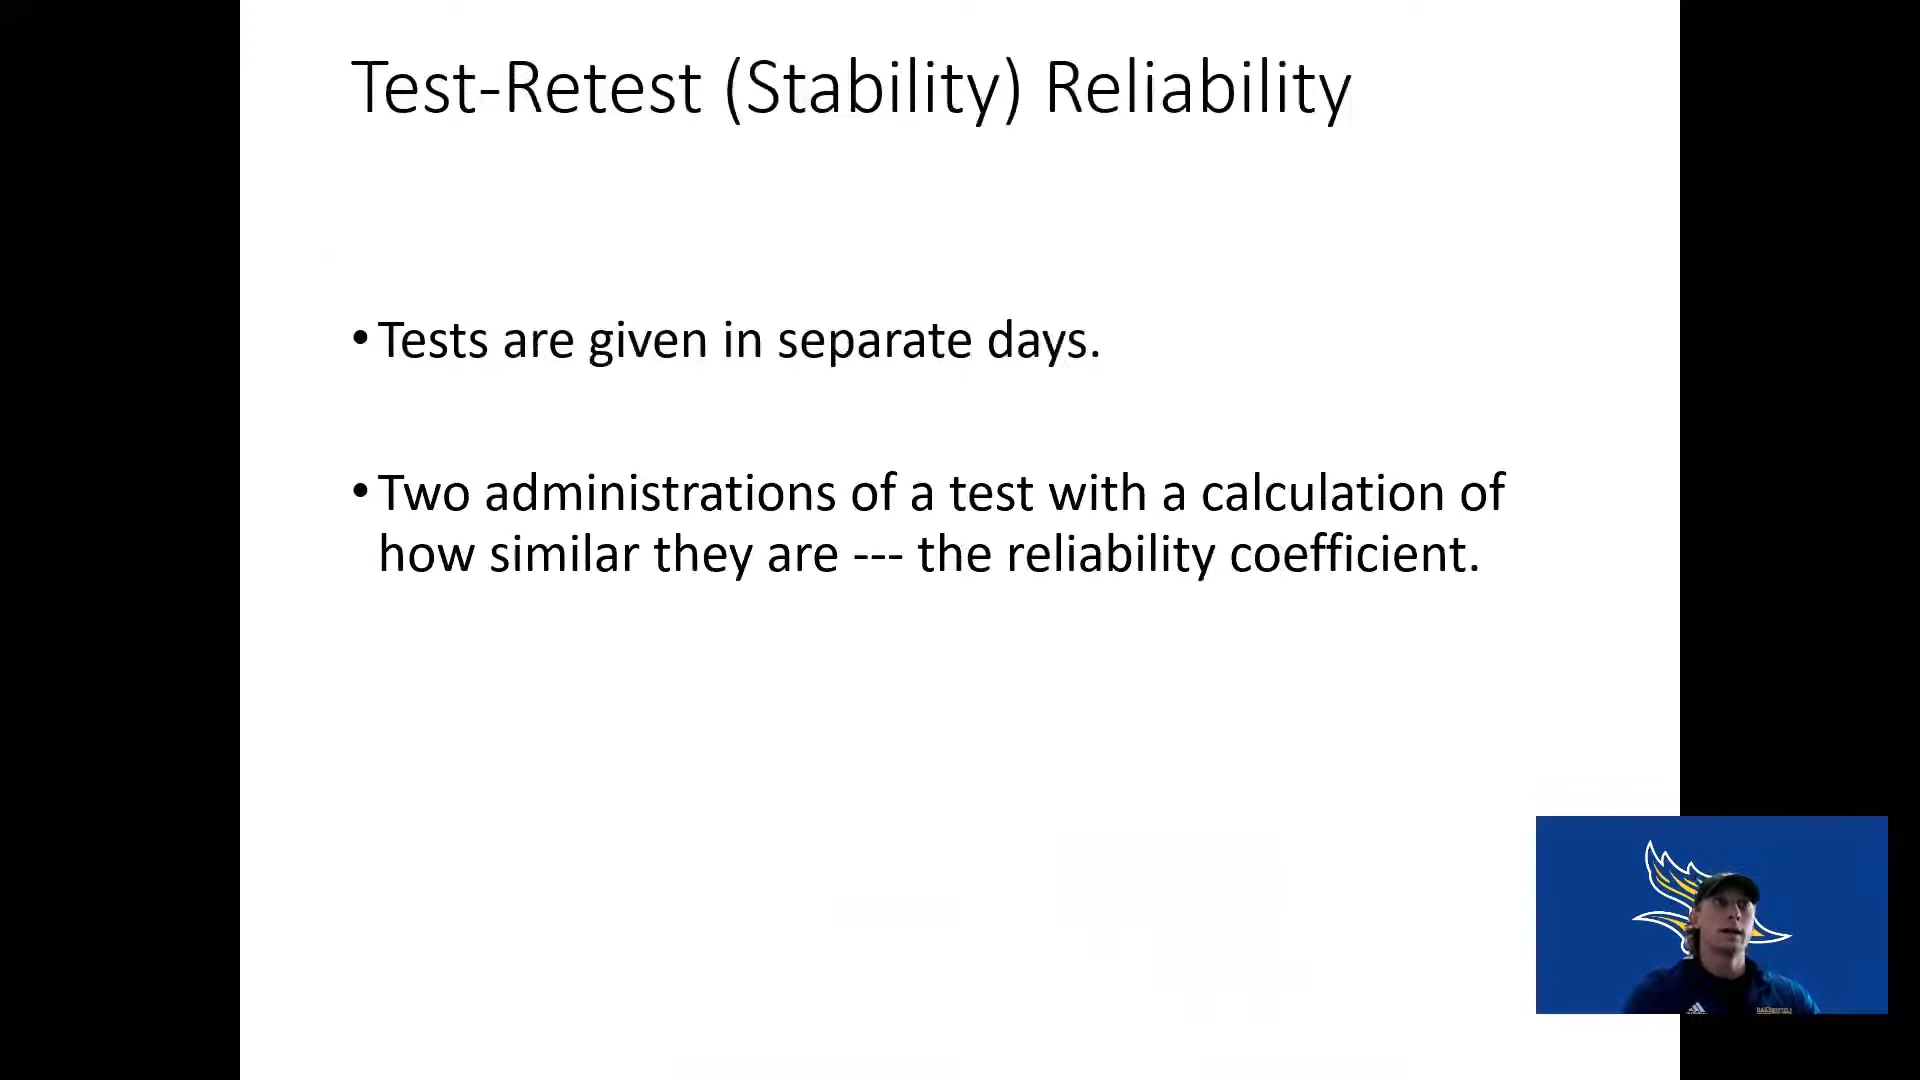 Test-Retest (Stability) Reliability
• Tests are given in separate days.
• Two administrations of a test with a calculation of
how similar they are --- the reliability coefficient.